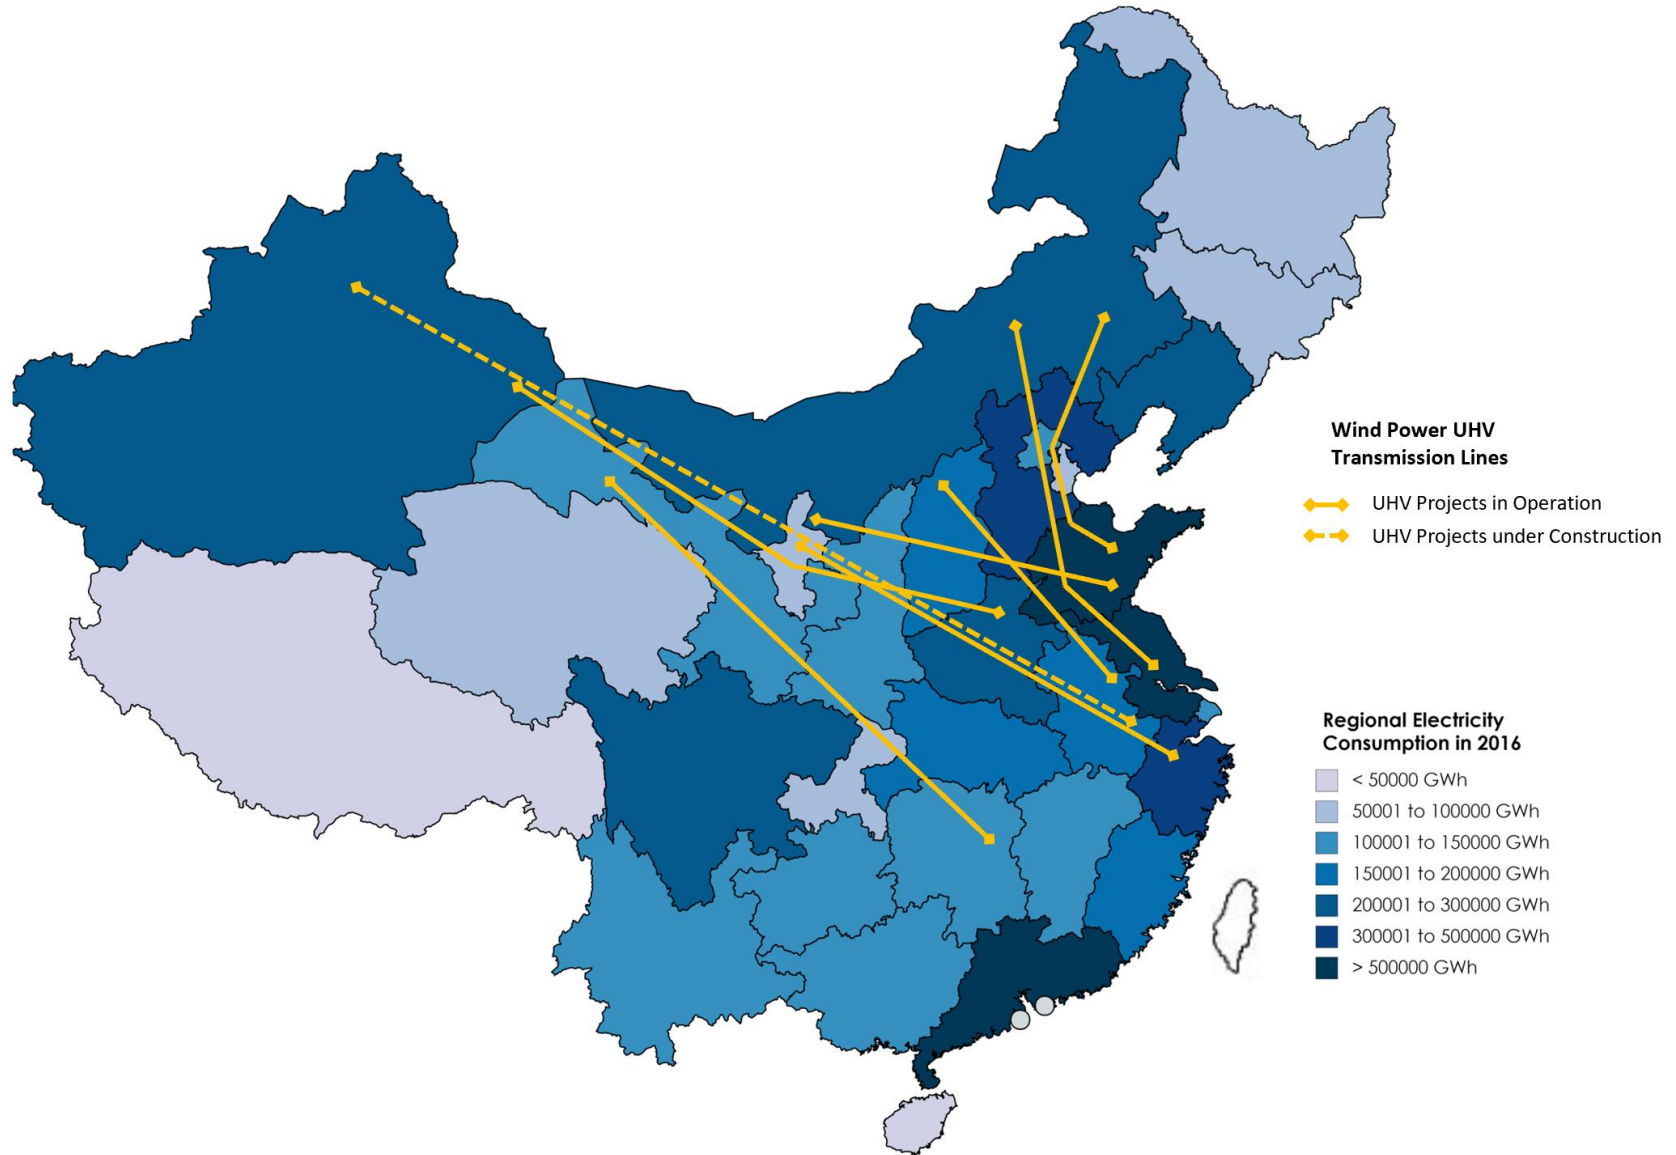 Wind Power UHV
Transmission Lines
UHV Projects in Operation
UHV Projects under Construction
Regional Electricity
Consumption in 2016
< 50000 GWh
50001 to 100000 GWh
100001 to 150000 GWh
150001 to 200000 GWh
200001 to 300000 GWh
300001 to 500000 GWh
> 500000 GWh